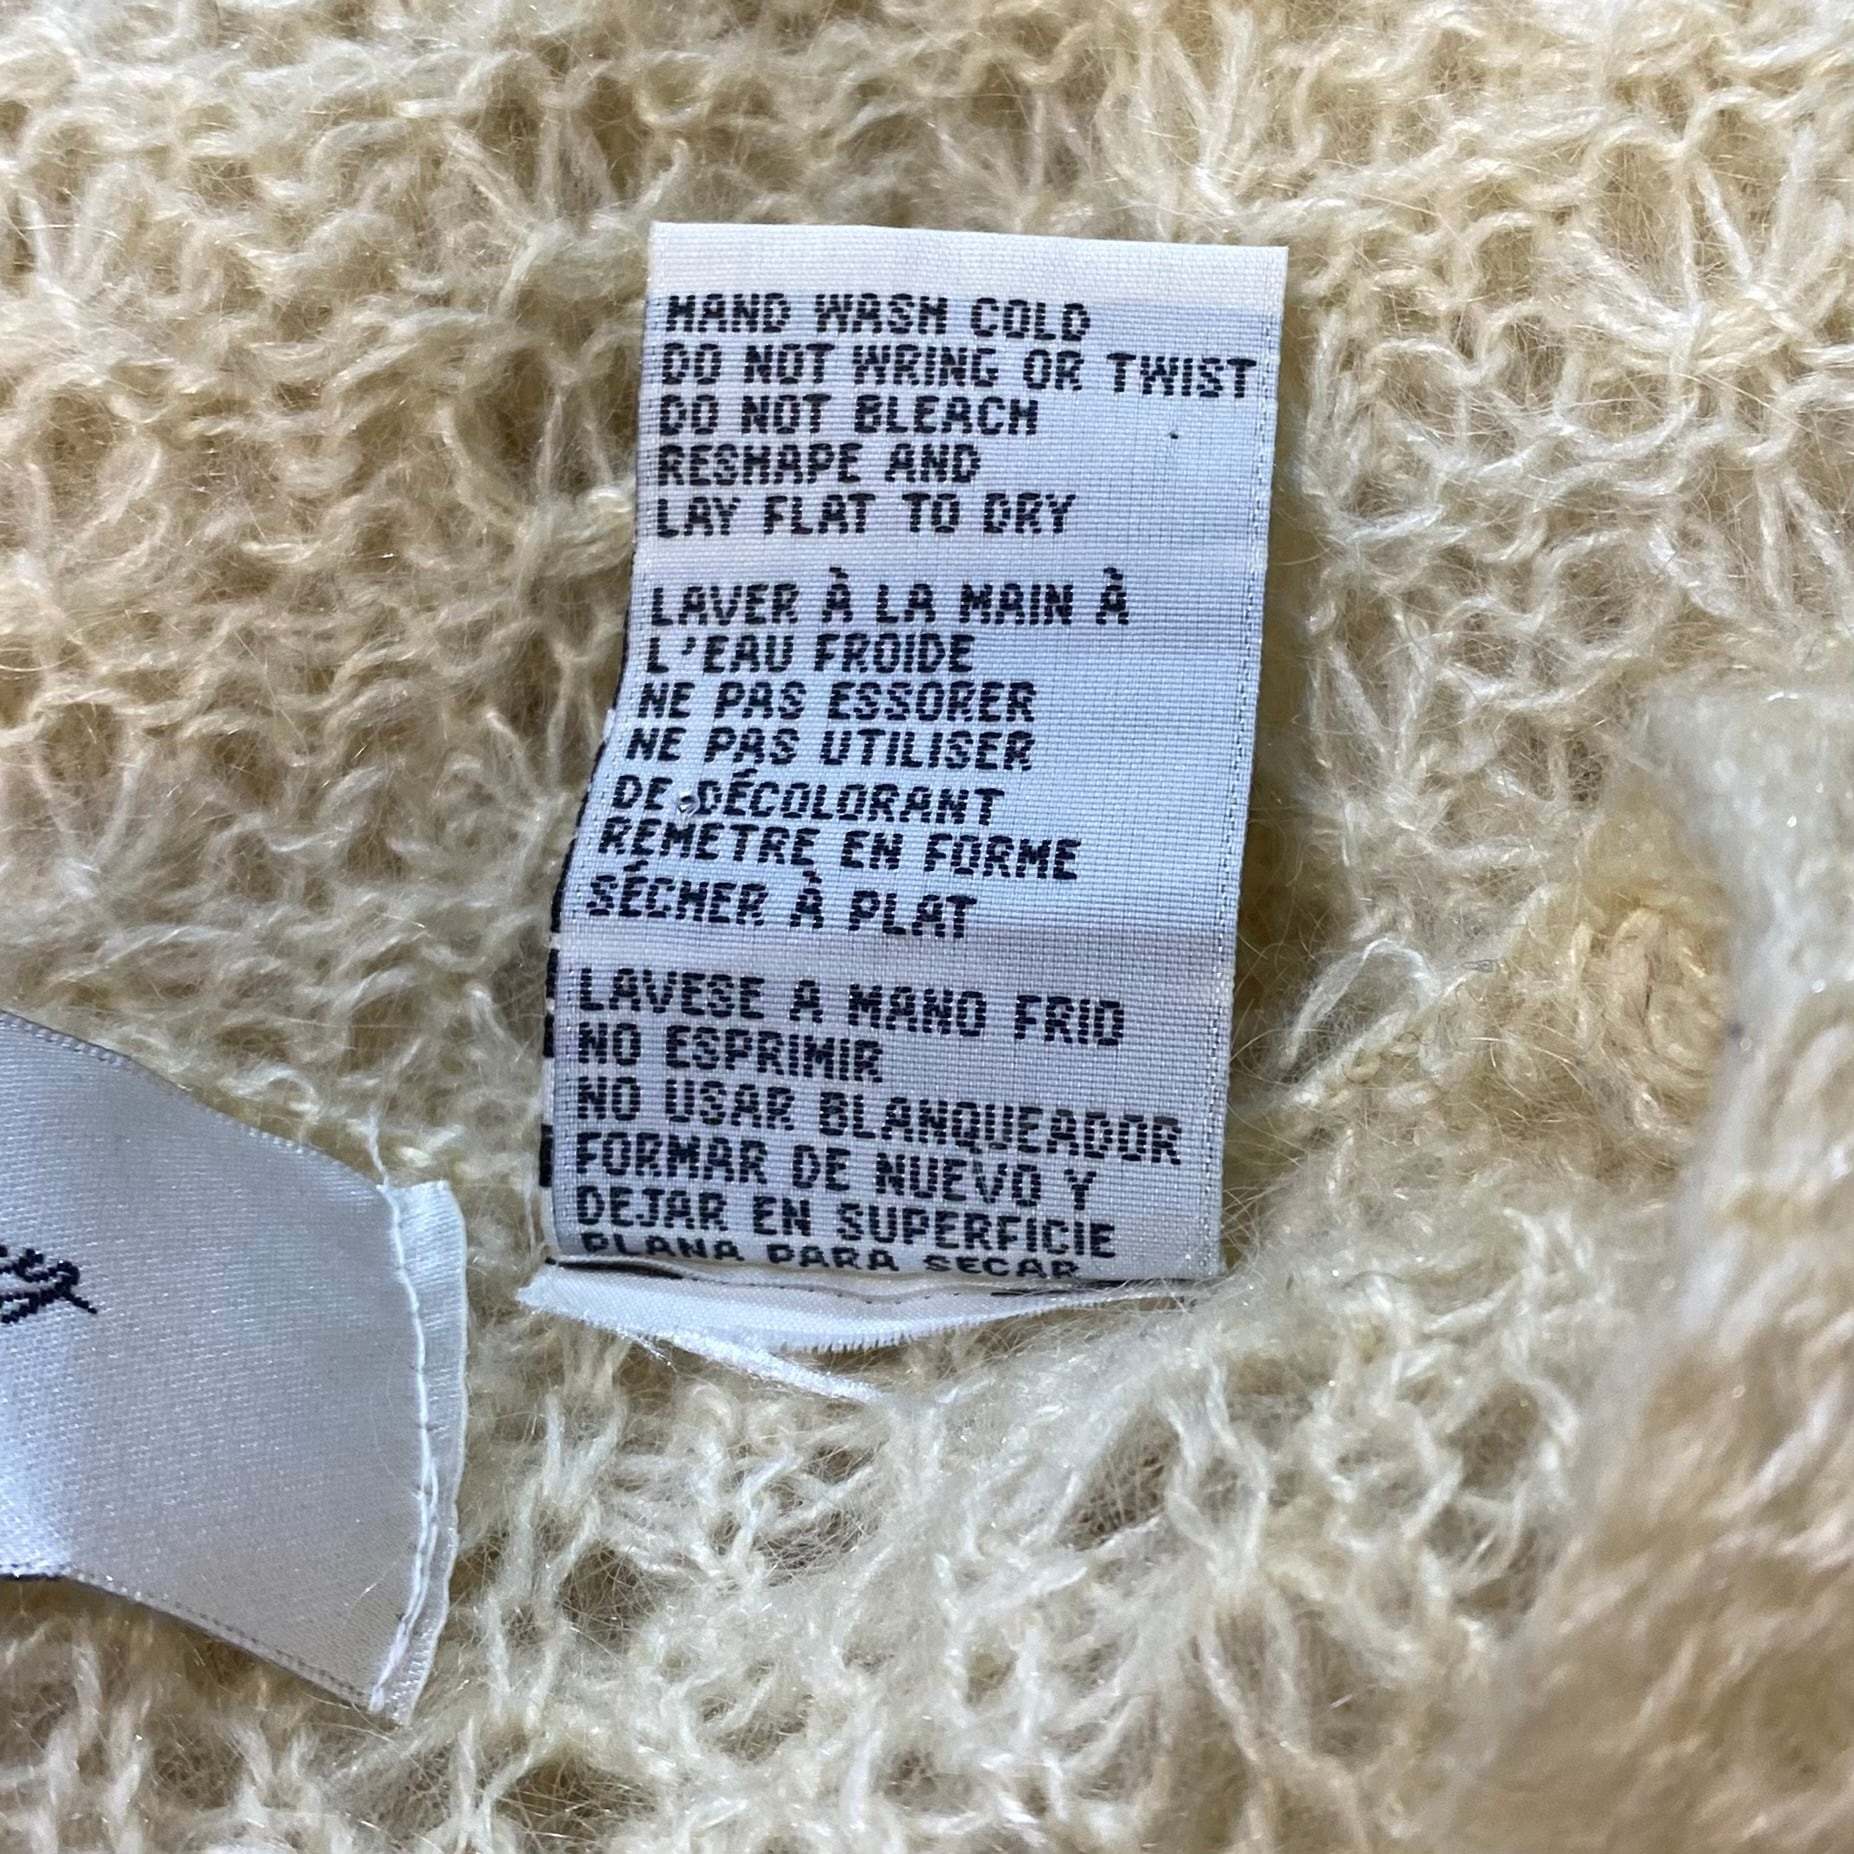 HAND WASH COLD
DO NOT WRING OR TWIST
DO NOT BLEACH
RESHAPE AND
LAY FLAT TO DRY
LAVER À LA MAIN À
L'EAU FROIDE
NE PAS ESSORER
NE PAS UTILISER
DE DÉCOLORANT
REMETRE EN FORME
SÉCHER À PLAT
LAVESE A MANO FRIO
NO ESPRIMIR
NO USAR BLANQUEADOR
FORMAR DE NUEVO Y
DEJAR EN SUPERFICIE
PLANA PARA SECAR